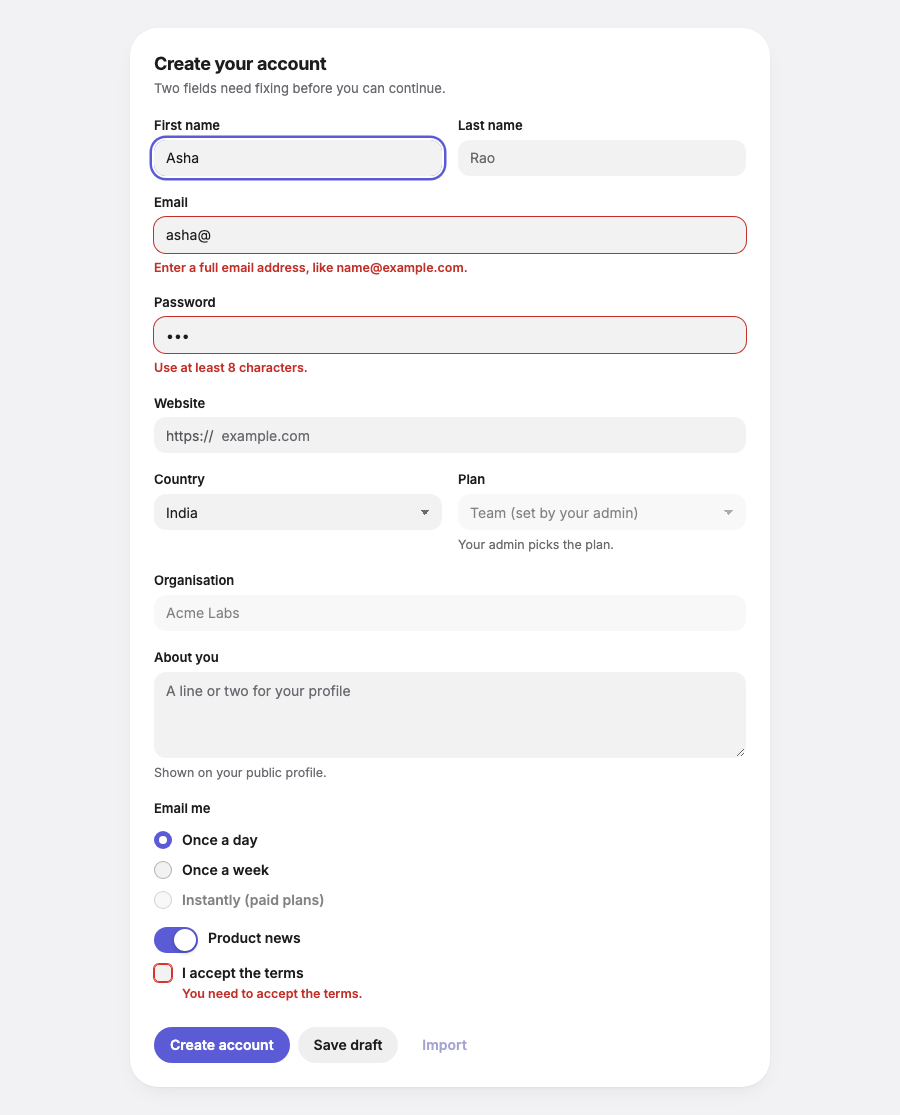 Create your account
Two fields need fixing before you can continue.
First name
Last name
Asha
Rao
Email
asha@
Enter a full email address, like name@example.com.
Password
•••
Use at least 8 characters.
Website
https:// example.com
Country
Plan
India
Team (set by your admin)
Your admin picks the plan.
Organisation
Acme Labs
About you
A line or two for your profile
Shown on your public profile.
Email me
Once a day
Once a week
Instantly (paid plans)
Product news
I accept the terms
You need to accept the terms.
Create account
Save draft
Import